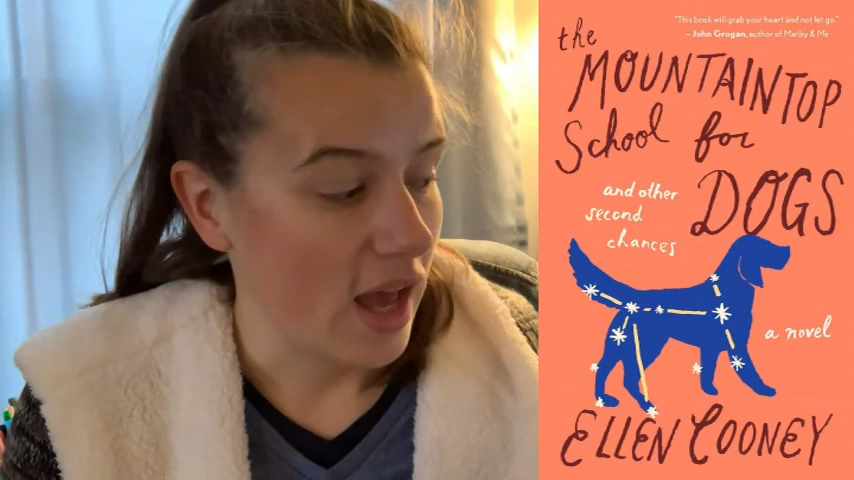 "This book will grab your heart and not let go."
– John Grogan, author of Marley & Me
the
MOUNTAINTOP
School for
DOGS
and other
second
chances
a novel
ELLEN COONEY